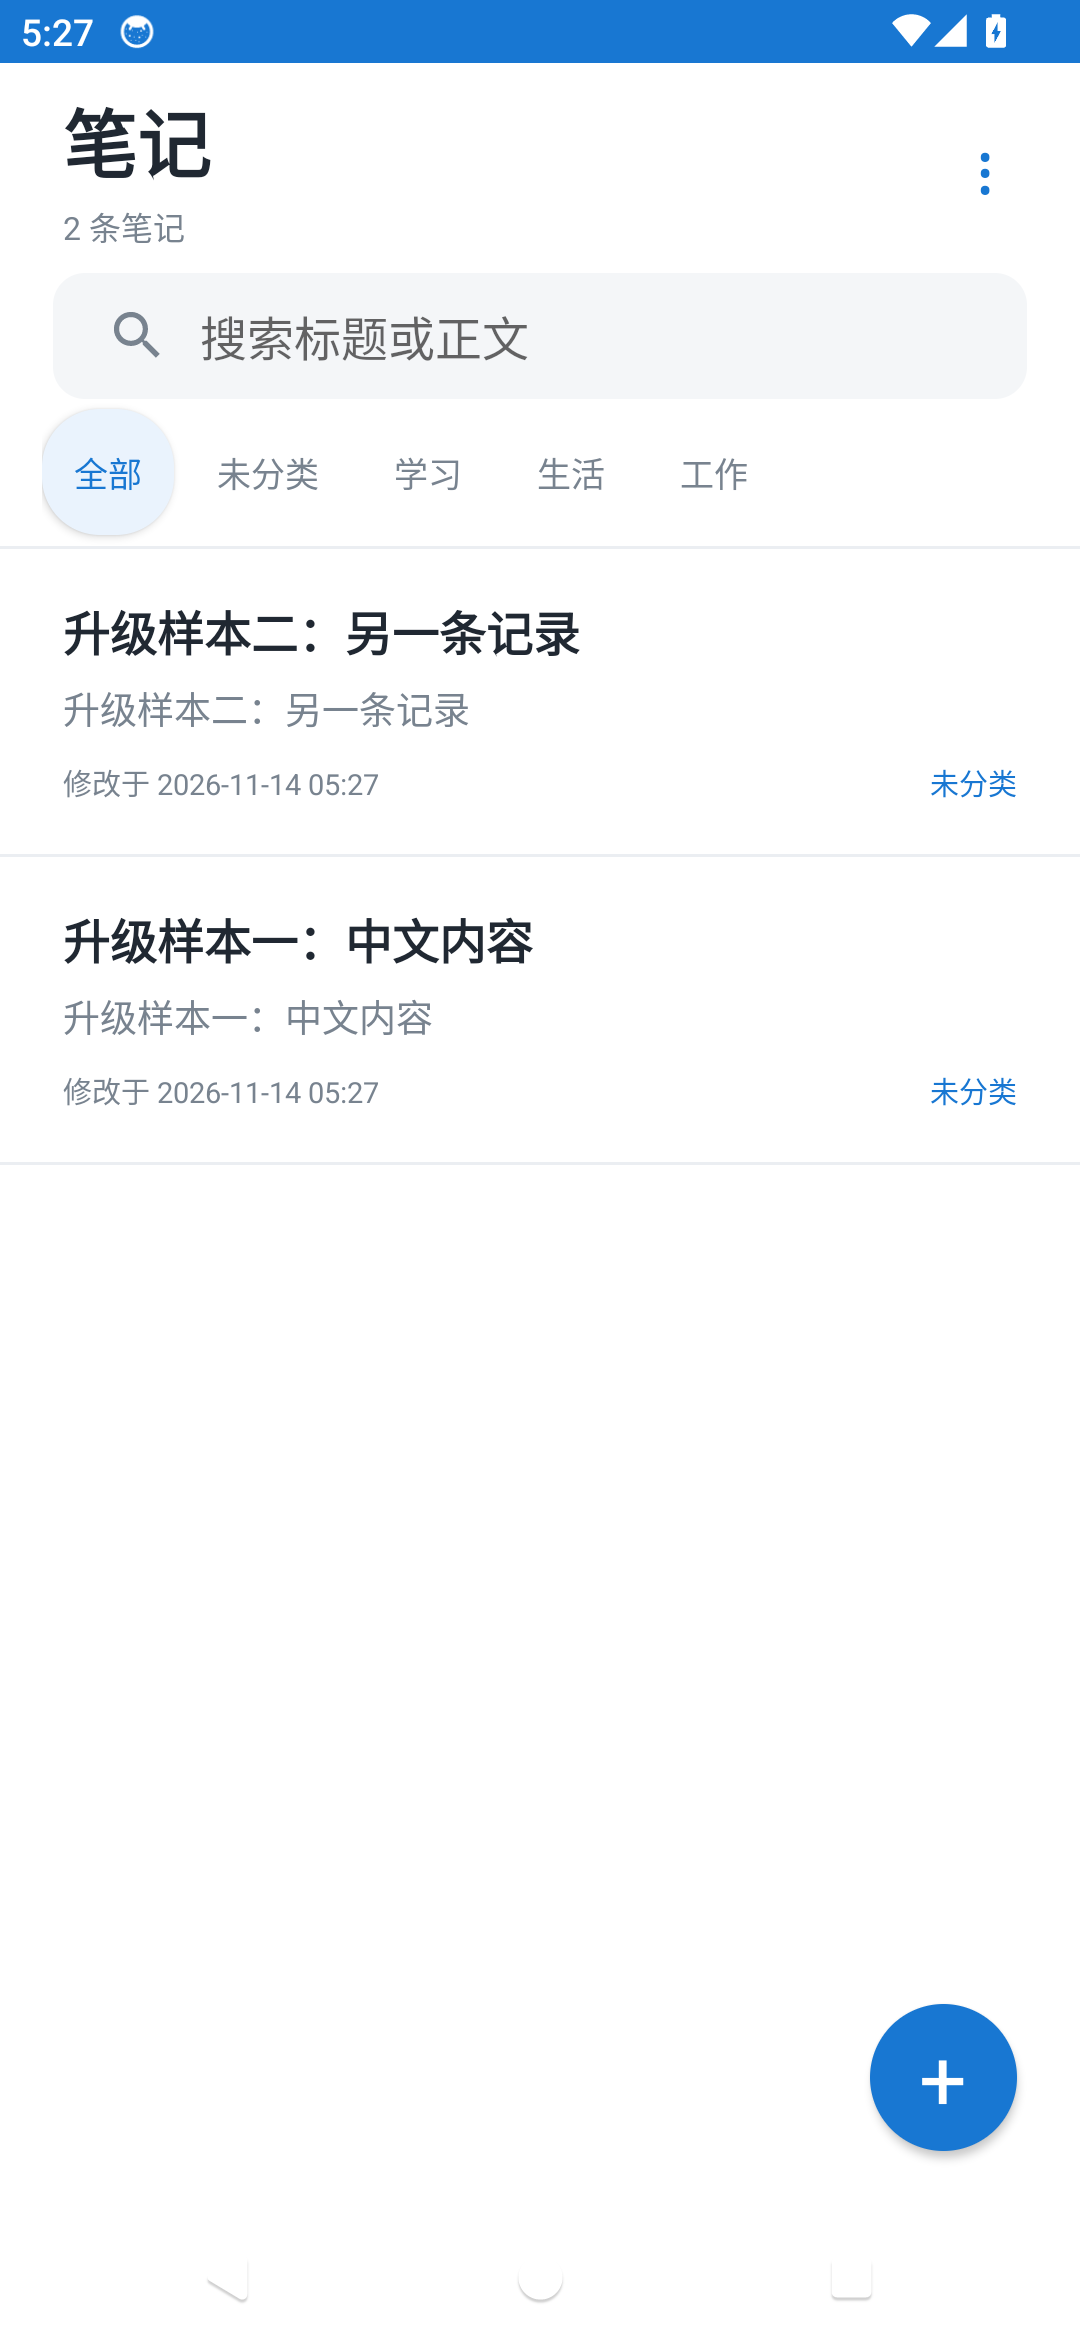 5:27
笔记
2 条笔记
搜索标题或正文
全部 未分类 学习 生活 工作
升级样本二：另一条记录
升级样本二：另一条记录
修改于 2026-11-14 05:27 未分类
升级样本一：中文内容
升级样本一：中文内容
修改于 2026-11-14 05:27 未分类
+